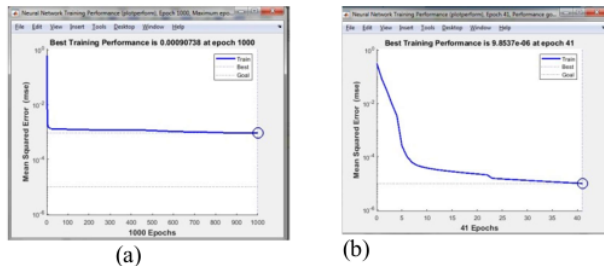 Neural Network Training Performance (plotperform), Epoch 1000, Maximum epo...
File Edit View Insert Tools Desktop Window Help
Best Training Performance is 0.00090738 at epoch 1000
Train
Best
Goal
Mean Squared Error (mse)
10^0
10^-2
10^-4
10^-6
0 100 200 300 400 500 600 700 800 900 1000
1000 Epochs
(a)
Neural Network Training Performance (plotperform), Epoch 41, Performance go...
File Edit View Insert Tools Desktop Window Help
Best Training Performance is 9.8537e-06 at epoch 41
Train
Best
Goal
Mean Squared Error (mse)
10^0
10^-2
10^-4
10^-6
0 5 10 15 20 25 30 35 40
41 Epochs
(b)